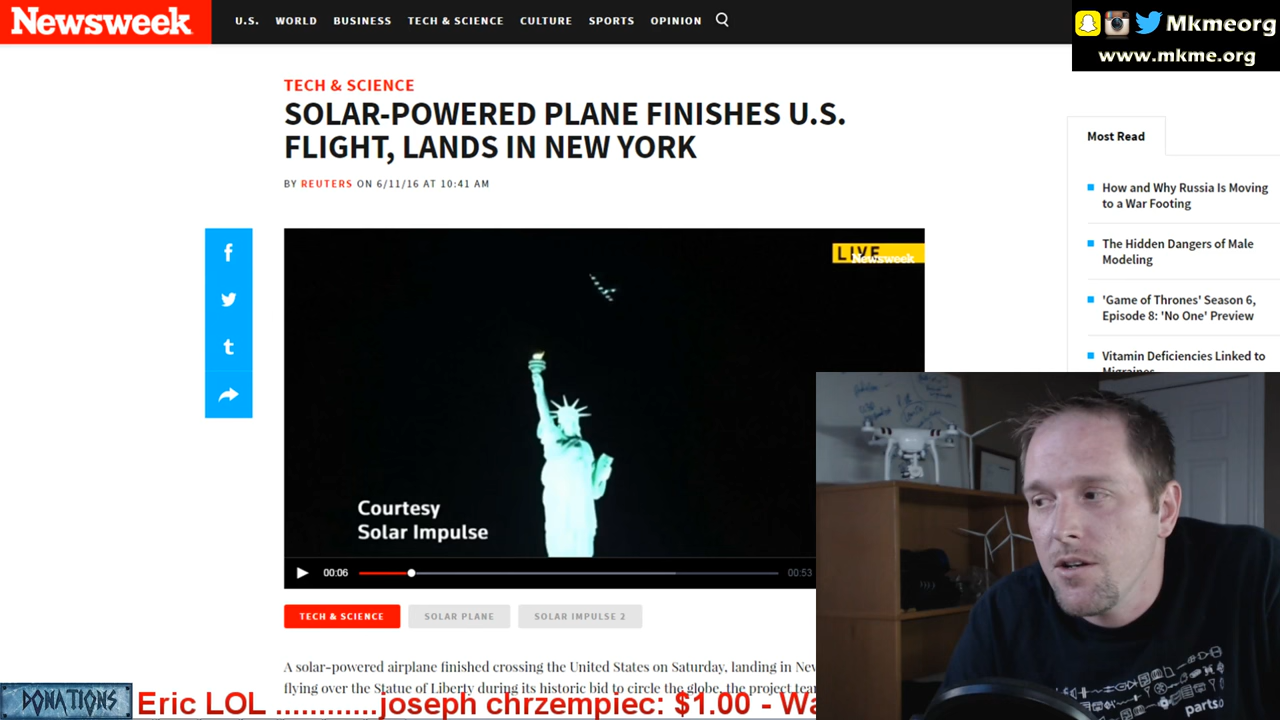 Newsweek
U.S. WORLD BUSINESS TECH & SCIENCE CULTURE SPORTS OPINION
Mkmeorg
www.mkme.org
TECH & SCIENCE
SOLAR-POWERED PLANE FINISHES U.S.
FLIGHT, LANDS IN NEW YORK
BY REUTERS ON 6/11/16 AT 10:41 AM
Most Read
How and Why Russia Is Moving
to a War Footing
The Hidden Dangers of Male
Modeling
'Game of Thrones' Season 6,
Episode 8: 'No One' Preview
Vitamin Deficiencies Linked to
Migraines
LIVE
Newsweek
Courtesy
Solar Impulse
00:06
00:53
TECH & SCIENCE SOLAR PLANE SOLAR IMPULSE 2
A solar-powered airplane finished crossing the United States on Saturday, landing in New
flying over the Statue of Liberty during its historic bid to circle the globe, the project
DONATIONS
Eric LOL ............joseph chrzempiec: $1.00 -
parts